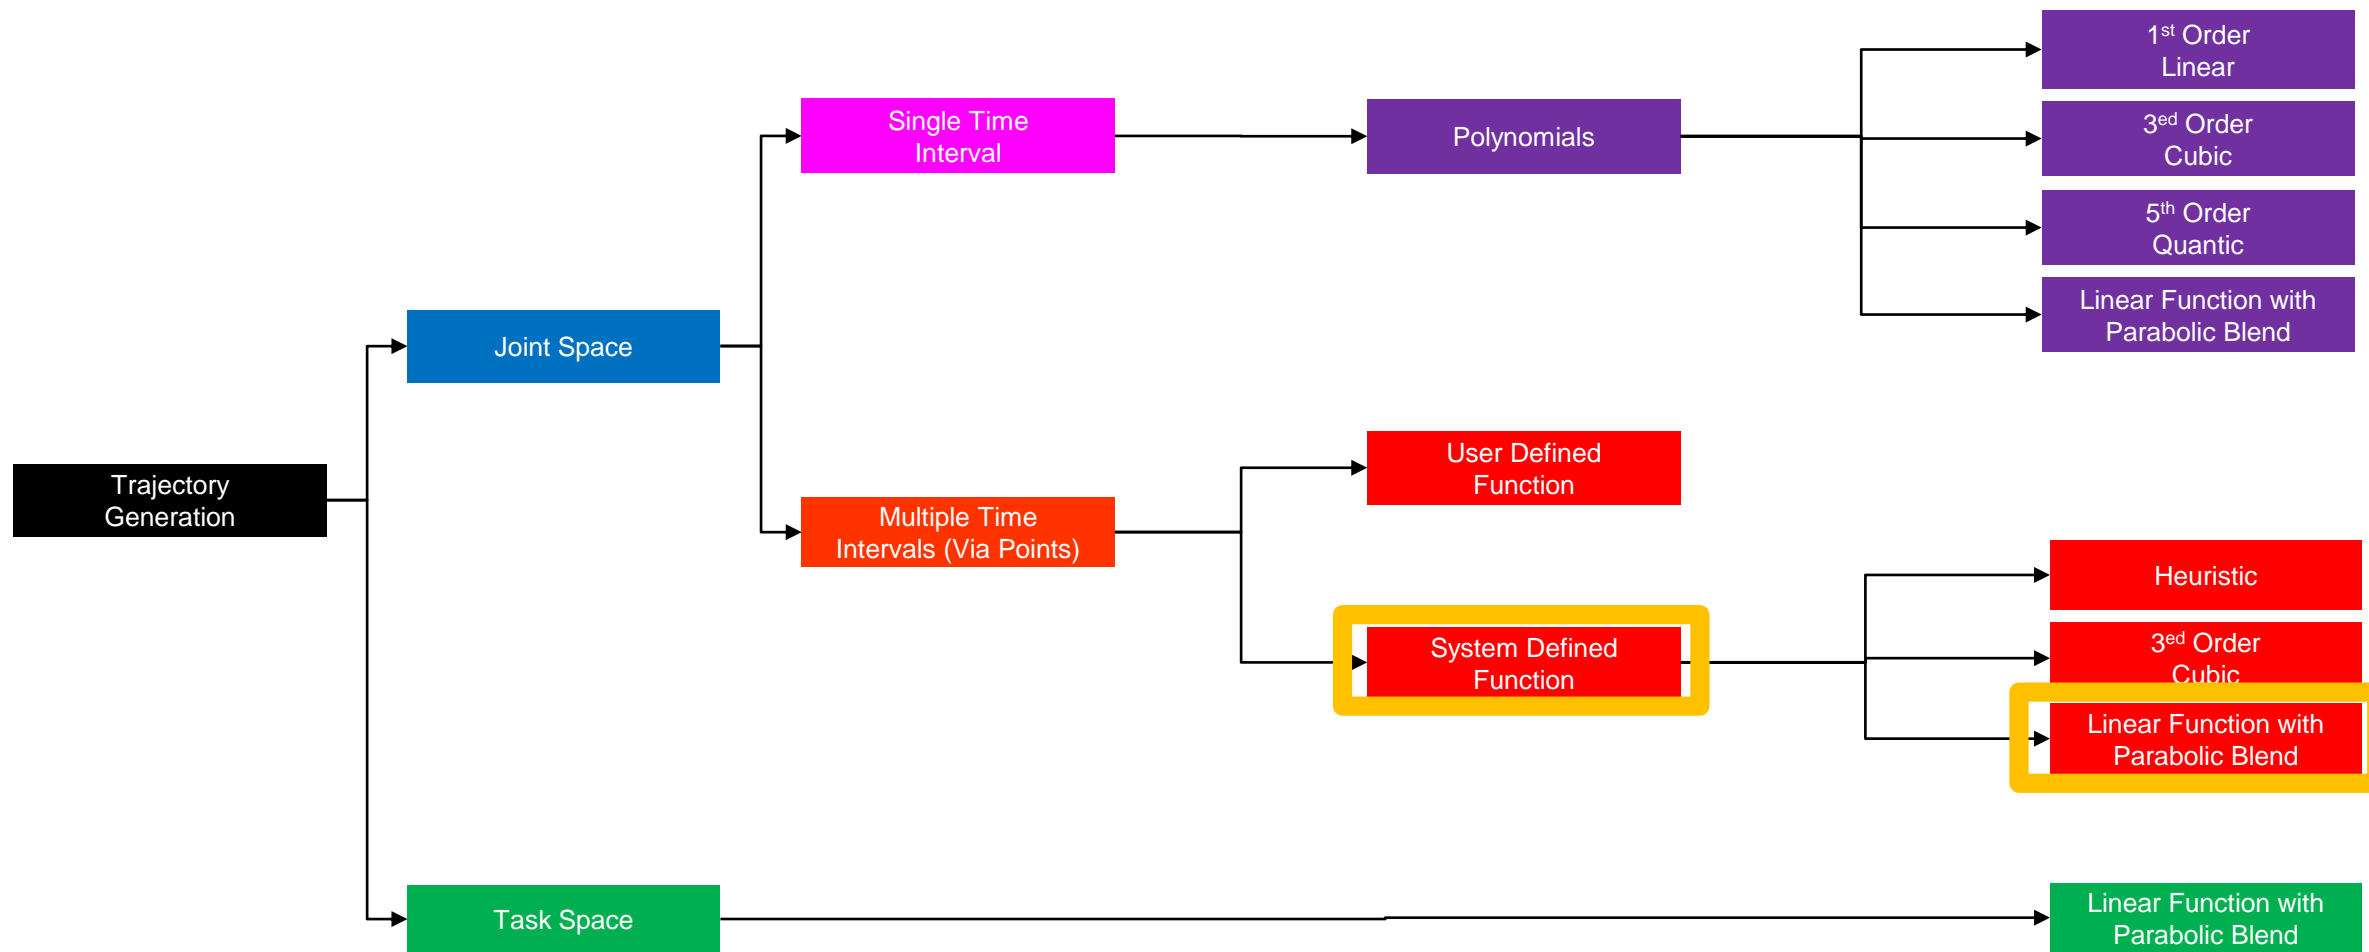 1st Order
Linear
Single Time
Interval
Polynomials
3ed Order
Cubic
5th Order
Quantic
Linear Function with
Parabolic Blend
Joint Space
Trajectory
Generation
User Defined
Function
Multiple Time
Intervals (Via Points)
Heuristic
System Defined
Function
3ed Order
Cubic
Linear Function with
Parabolic Blend
Task Space
Linear Function with
Parabolic Blend